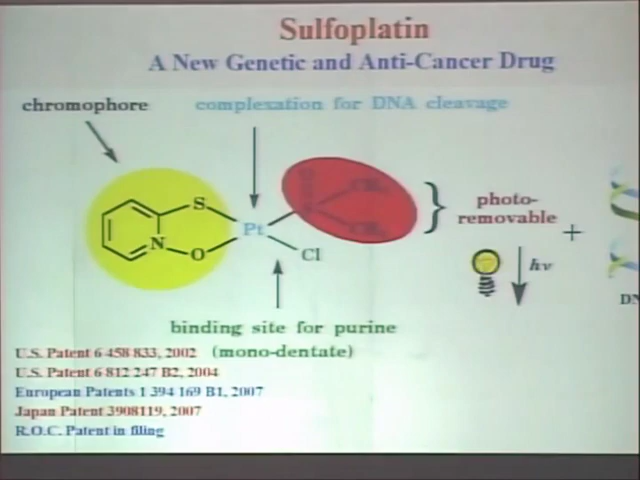 Sulfoplatin
A New Genetic and Anti-Cancer Drug
chromophore
complexation for DNA cleavage
S
Pt
N
O
Cl
photo-
removable
+
hν
binding site for purine
(mono-dentate)
U.S. Patent 6 458 833, 2002
U.S. Patent 6 812 247 B2, 2004
European Patents 1 394 169 B1, 2007
Japan Patent 3908119, 2007
R.O.C. Patent in filing